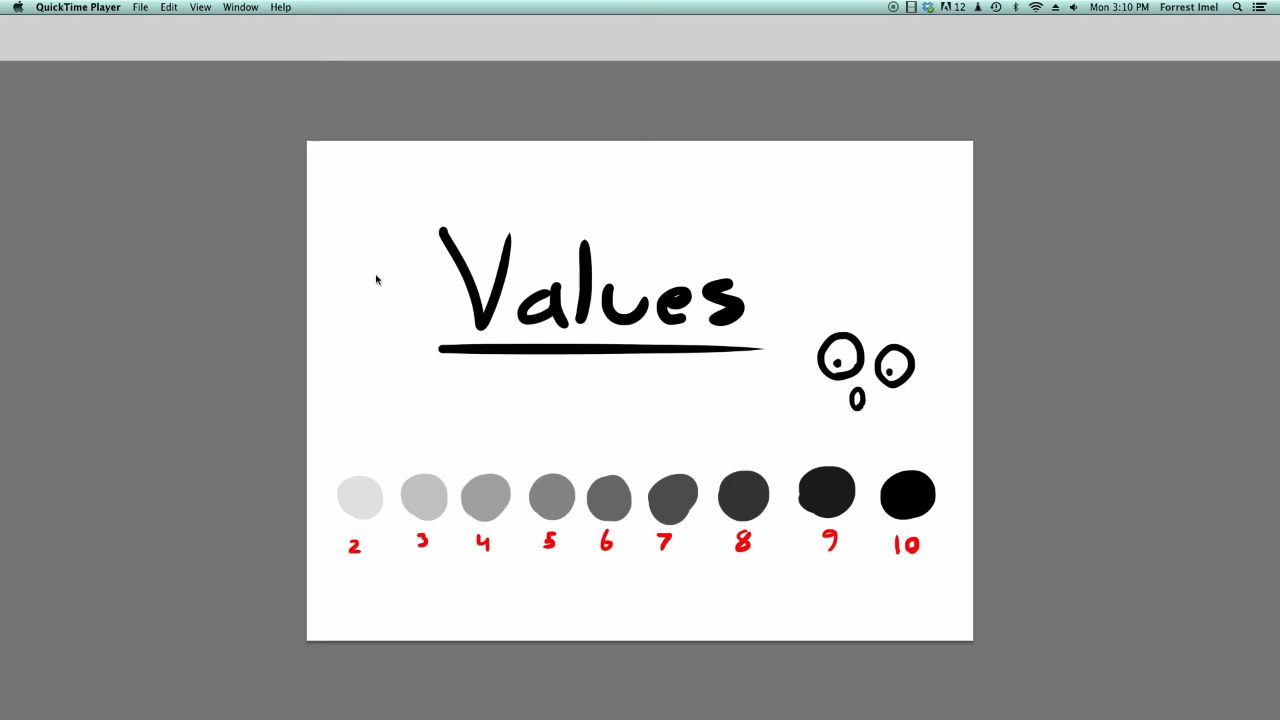 QuickTime Player File Edit View Window Help 12 Mon 3:10 PM Forrest Imel
Values
2 3 4 5 6 7 8 9 10